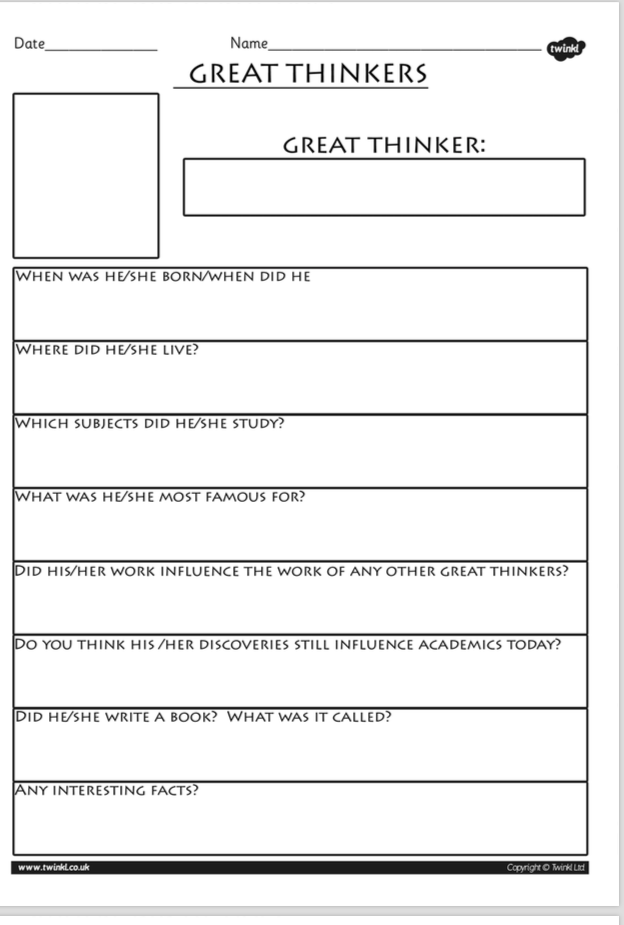 Date______________ Name__________________________________ twinkl
GREAT THINKERS
GREAT THINKER:
WHEN WAS HE/SHE BORN/WHEN DID HE
WHERE DID HE/SHE LIVE?
WHICH SUBJECTS DID HE/SHE STUDY?
WHAT WAS HE/SHE MOST FAMOUS FOR?
DID HIS/HER WORK INFLUENCE THE WORK OF ANY OTHER GREAT THINKERS?
DO YOU THINK HIS /HER DISCOVERIES STILL INFLUENCE ACADEMICS TODAY?
DID HE/SHE WRITE A BOOK?  WHAT WAS IT CALLED?
ANY INTERESTING FACTS?
www.twinkl.co.uk Copyright © Twinkl Ltd